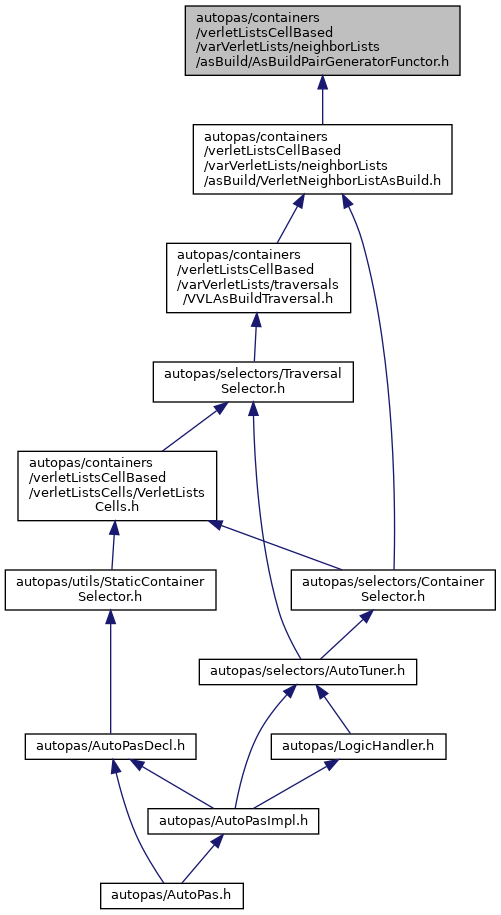 autopas/containers
/verletListsCellBased
/varVerletLists/neighborLists
/asBuild/AsBuildPairGeneratorFunctor.h
autopas/containers
/verletListsCellBased
/varVerletLists/neighborLists
/asBuild/VerletNeighborListAsBuild.h
autopas/containers
/verletListsCellBased
/varVerletLists/traversals
/VVLAsBuildTraversal.h
autopas/selectors/Traversal
Selector.h
autopas/containers
/verletListsCellBased
/verletListsCells/VerletLists
Cells.h
autopas/utils/StaticContainer
Selector.h
autopas/selectors/Container
Selector.h
autopas/selectors/AutoTuner.h
autopas/AutoPasDecl.h
autopas/LogicHandler.h
autopas/AutoPasImpl.h
autopas/AutoPas.h